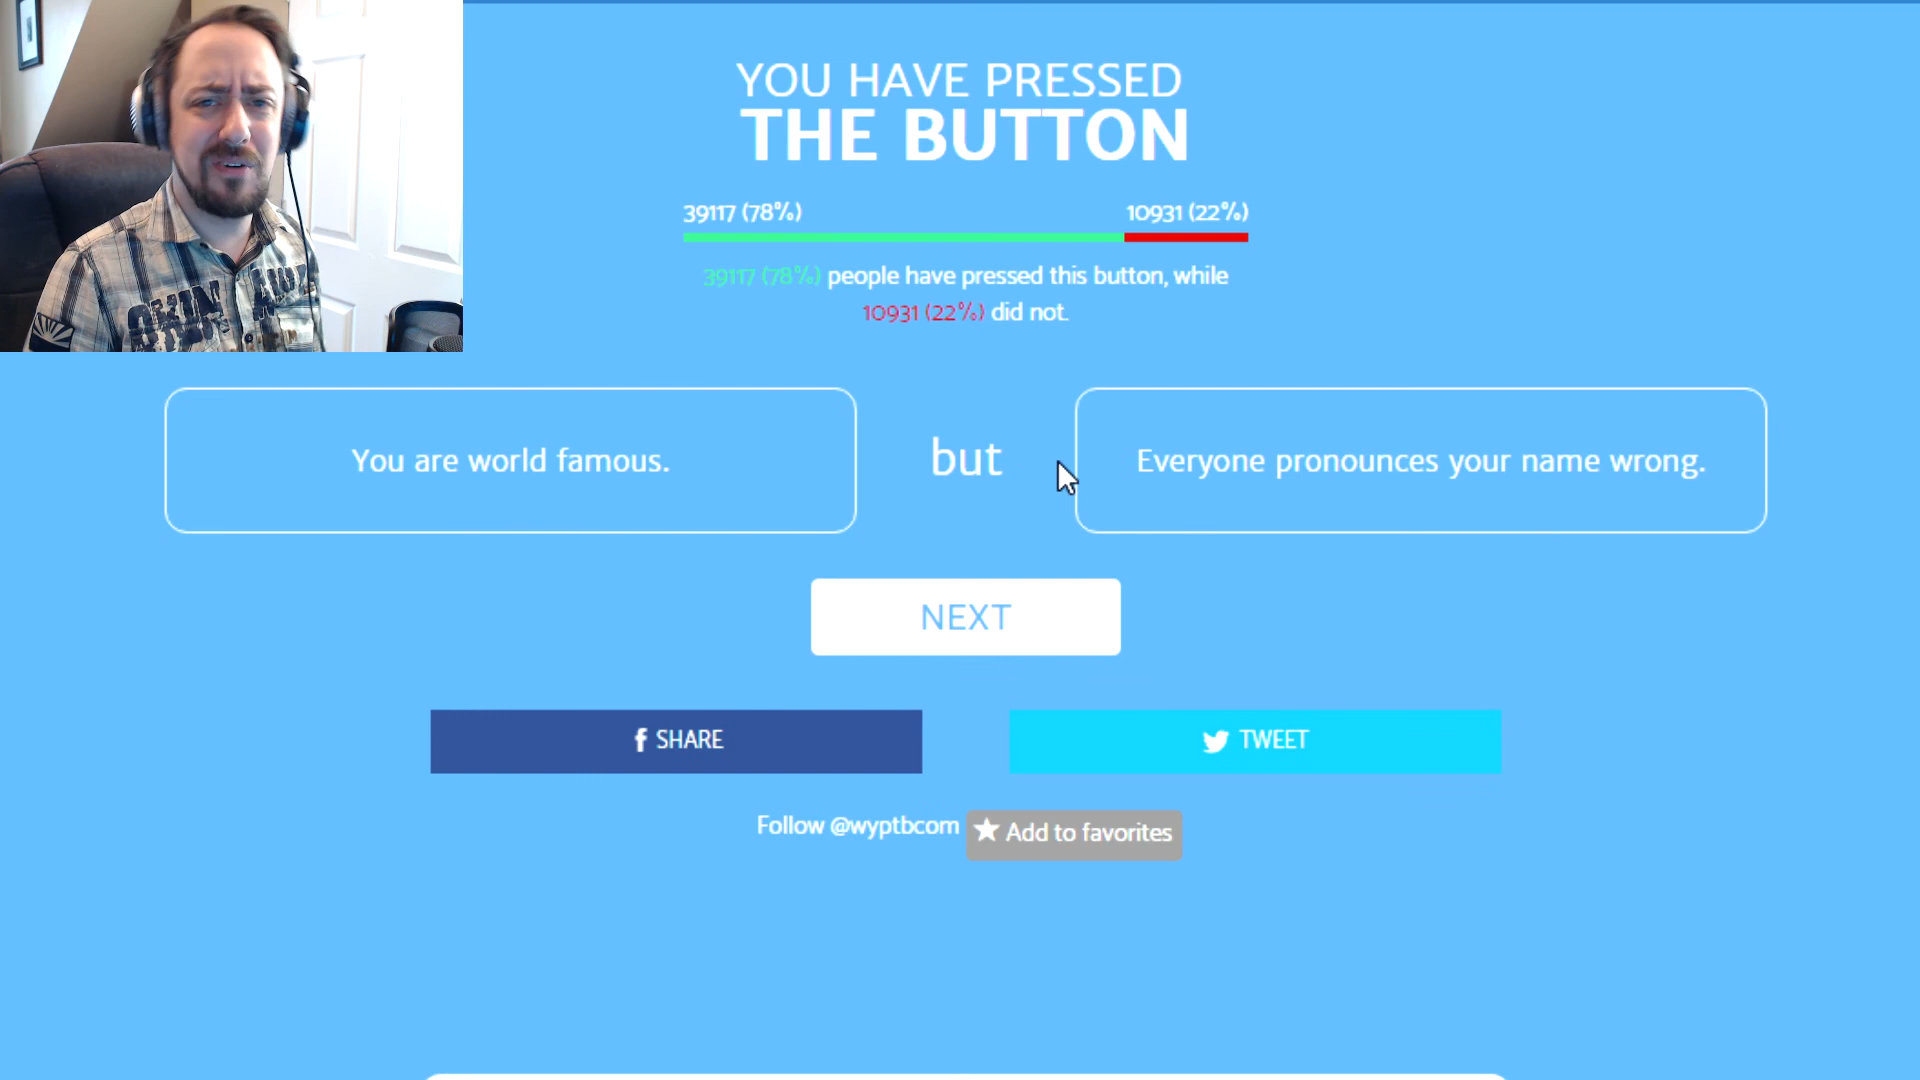 YOU HAVE PRESSED
THE BUTTON
39117 (78%) 10931 (22%)
39117 (78%) people have pressed this button, while
10931 (22%) did not.
You are world famous. but Everyone pronounces your name wrong.
NEXT
SHARE TWEET
Follow @wyptbcom Add to favorites